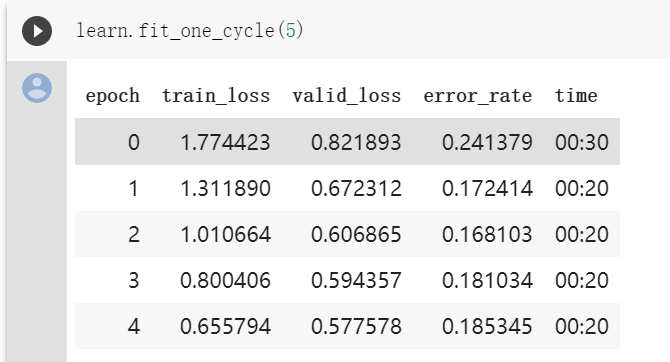 learn.fit_one_cycle(5)
epoch train_loss valid_loss error_rate time
0 1.774423 0.821893 0.241379 00:30
1 1.311890 0.672312 0.172414 00:20
2 1.010664 0.606865 0.168103 00:20
3 0.800406 0.594357 0.181034 00:20
4 0.655794 0.577578 0.185345 00:20